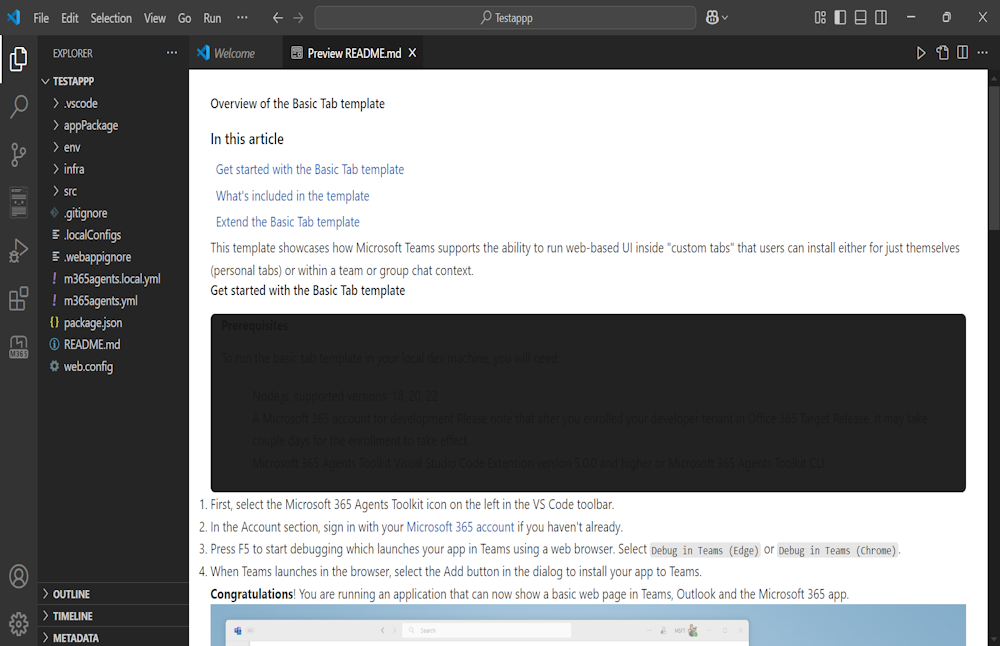 File Edit Selection View Go Run ··· Testappp
EXPLORER ···
Welcome
Preview README.md
TESTAPPP
.vscode
appPackage
env
infra
src
.gitignore
.localConfigs
.webappignore
m365agents.local.yml
m365agents.yml
package.json
README.md
web.config
OUTLINE
TIMELINE
METADATA
M365
Overview of the Basic Tab template
In this article
Get started with the Basic Tab template
What's included in the template
Extend the Basic Tab template
This template showcases how Microsoft Teams supports the ability to run web-based UI inside "custom tabs" that users can install either for just themselves
(personal tabs) or within a team or group chat context.
Get started with the Basic Tab template
Prerequisites
To run the basic tab template in your local dev machine, you will need:
Node.js, supported versions: 18, 20, 22.
A Microsoft 365 account for development Please note that after you enrolled your developer tenant in Office 365 Target Release, it may take
couple days for the enrollment to take effect.
Microsoft 365 Agents Toolkit Visual Studio Code Extension version 5.0.0 and higher or Microsoft 365 Agents Toolkit CLI
1. First, select the Microsoft 365 Agents Toolkit icon on the left in the VS Code toolbar.
2. In the Account section, sign in with your Microsoft 365 account if you haven't already.
3. Press F5 to start debugging which launches your app in Teams using a web browser. Select Debug in Teams (Edge) or Debug in Teams (Chrome).
4. When Teams launches in the browser, select the Add button in the dialog to install your app to Teams.
Congratulations! You are running an application that can now show a basic web page in Teams, Outlook and the Microsoft 365 app.
Search
MSFT